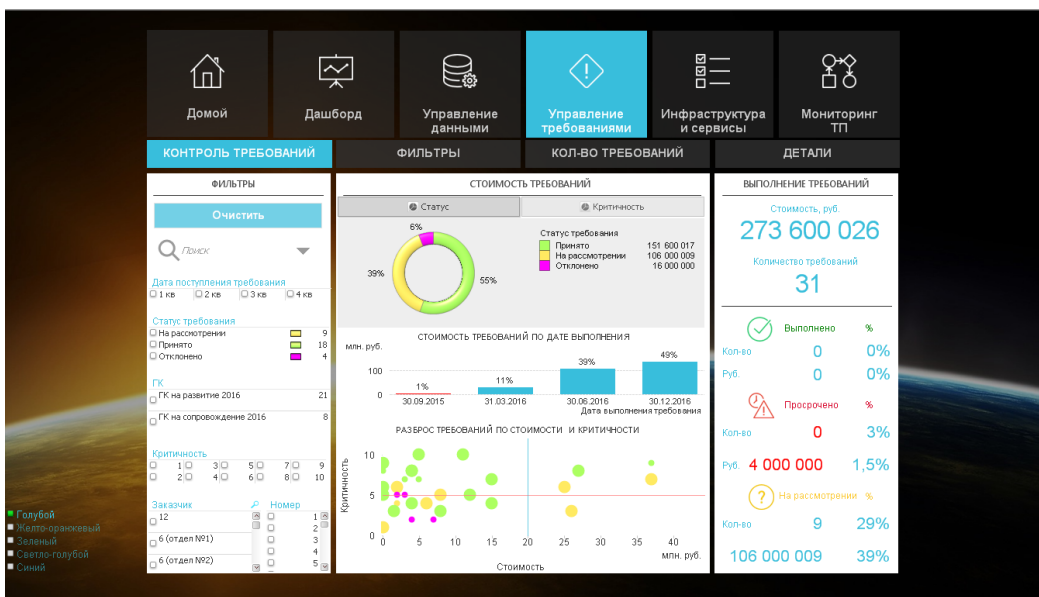 Домой
Дашборд
Управление
данными
Управление
требованиями
Инфраструктура
и сервисы
Мониторинг
ТП
КОНТРОЛЬ ТРЕБОВАНИЙ
ФИЛЬТРЫ
КОЛ-ВО ТРЕБОВАНИЙ
ДЕТАЛИ
ФИЛЬТРЫ
Очистить
Поиск
Дата поступления требования
1 кв 2 кв 3 кв 4 кв
Статус требования
На рассмотрении 9
Принято 18
Отклонено 4
ГК
ГК на развитие 2016 21
ГК на сопровождение 2016 8
Критичность
1 3 5 7 9
2 4 6 8 10
Заказчик
12
6 (отдел №1)
6 (отдел №2)
Номер
1
2
3
4
5
СТОИМОСТЬ ТРЕБОВАНИЙ
Статус
Критичность
6%
39%
55%
Статус требования
Принято 151 600 017
На рассмотрении 106 000 009
Отклонено 16 000 000
СТОИМОСТЬ ТРЕБОВАНИЙ ПО ДАТЕ ВЫПОЛНЕНИЯ
млн. руб.
100
0
1% 11% 39% 49%
30.09.2015 31.03.2016 30.06.2016 30.12.2016
Дата выполнения требования
РАЗБРОС ТРЕБОВАНИЙ ПО СТОИМОСТИ И КРИТИЧНОСТИ
Критичность
10
5
0
0 5 10 15 20 25 30 35 40
млн. руб.
Стоимость
ВЫПОЛНЕНИЕ ТРЕБОВАНИЙ
Стоимость, руб.
273 600 026
Количество требований
31
Выполнено %
Кол-во 0 0%
Руб. 0 0%
Просрочено %
Кол-во 0 3%
Руб. 4 000 000 1,5%
? На рассмотрении %
Кол-во 9 29%
106 000 009 39%
Голубой
Желто-оранжевый
Зеленый
Светло-голубой
Синий